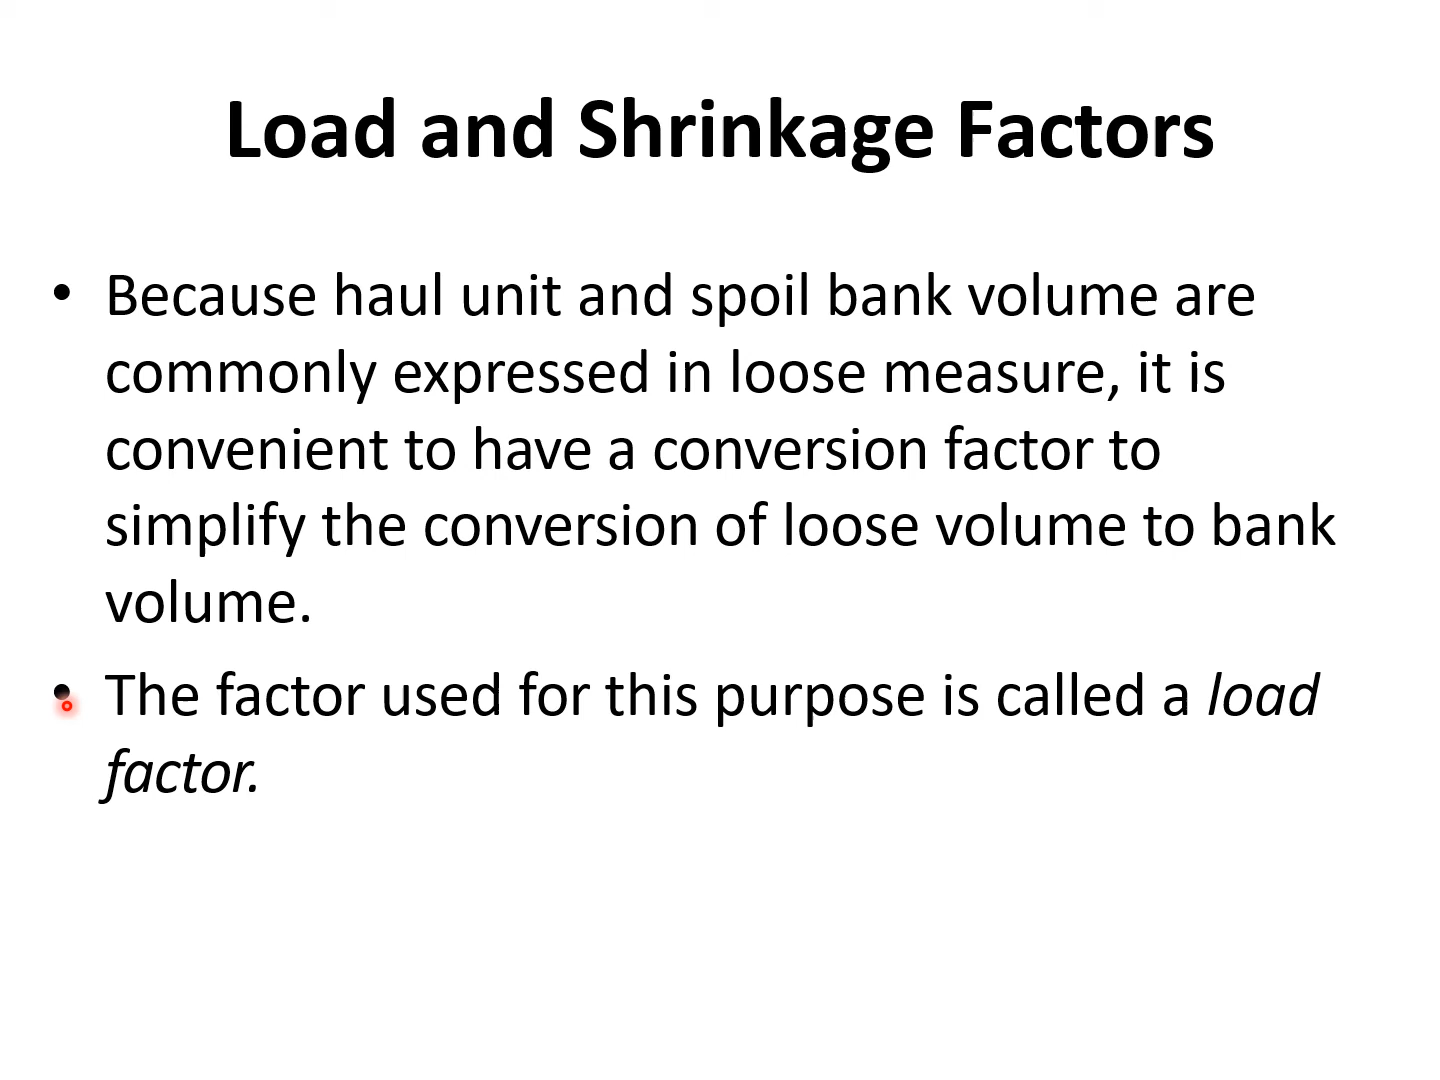 Load and Shrinkage Factors
• Because haul unit and spoil bank volume are
commonly expressed in loose measure, it is
convenient to have a conversion factor to
simplify the conversion of loose volume to bank
volume.
• The factor used for this purpose is called a load
factor.